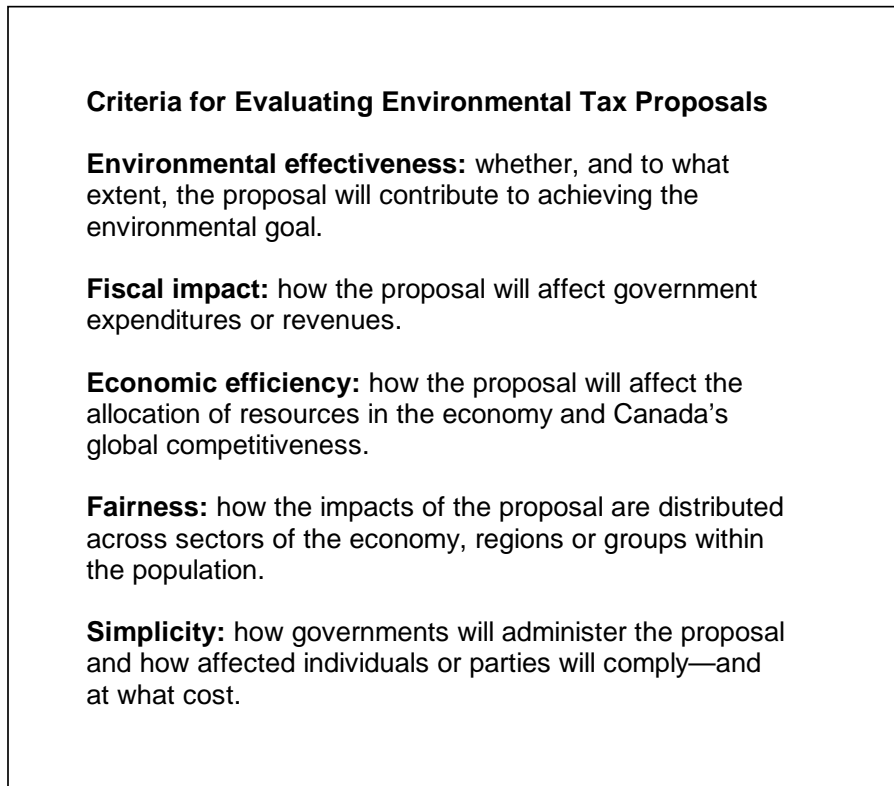 Criteria for Evaluating Environmental Tax Proposals
Environmental effectiveness: whether, and to what
extent, the proposal will contribute to achieving the
environmental goal.
Fiscal impact: how the proposal will affect government
expenditures or revenues.
Economic efficiency: how the proposal will affect the
allocation of resources in the economy and Canada’s
global competitiveness.
Fairness: how the impacts of the proposal are distributed
across sectors of the economy, regions or groups within
the population.
Simplicity: how governments will administer the proposal
and how affected individuals or parties will comply—and
at what cost.